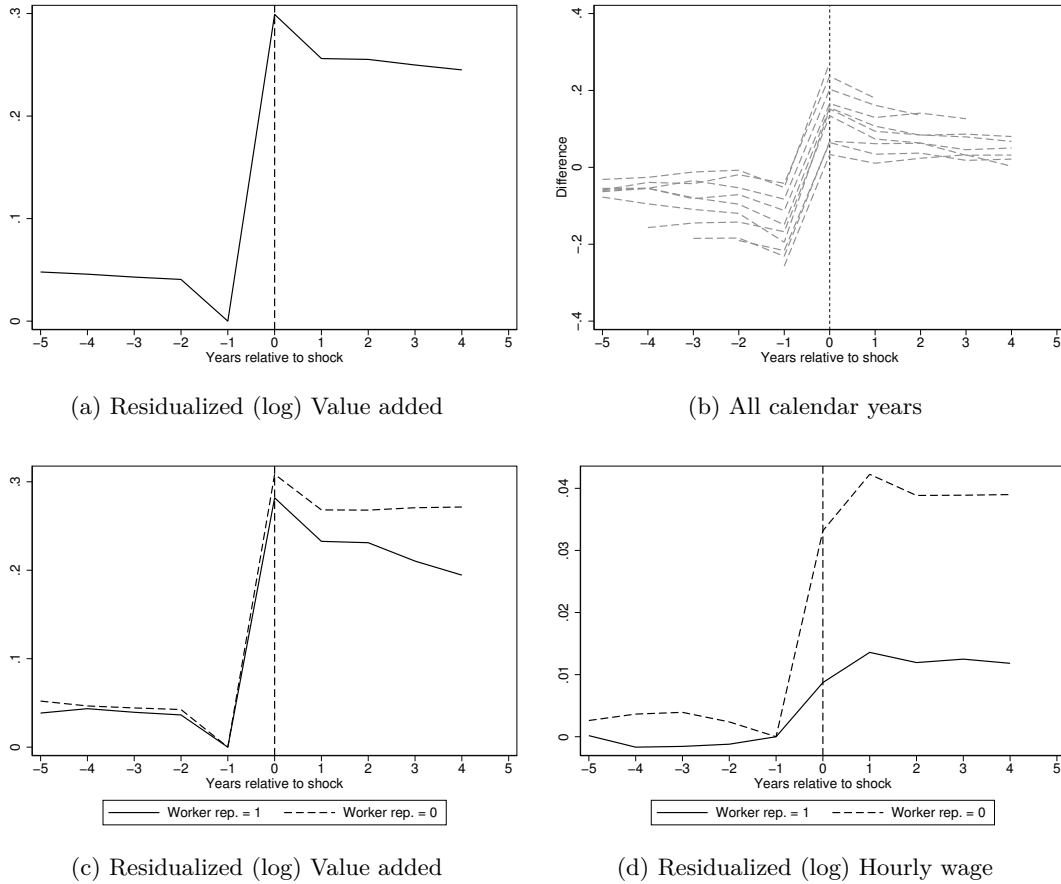 .3
.2
.1
0
−5 −4 −3 −2 −1 0 1 2 3 4 5
Years relative to shock
(a) Residualized (log) Value added
Difference
.4
.2
0
−.2
−.4
−5 −4 −3 −2 −1 0 1 2 3 4 5
Years relative to shock
(b) All calendar years
.3
.2
.1
0
−5 −4 −3 −2 −1 0 1 2 3 4 5
Years relative to shock
Worker rep. = 1 Worker rep. = 0
(c) Residualized (log) Value added
.04
.03
.02
.01
0
−5 −4 −3 −2 −1 0 1 2 3 4 5
Years relative to shock
Worker rep. = 1 Worker rep. = 0
(d) Residualized (log) Hourly wage